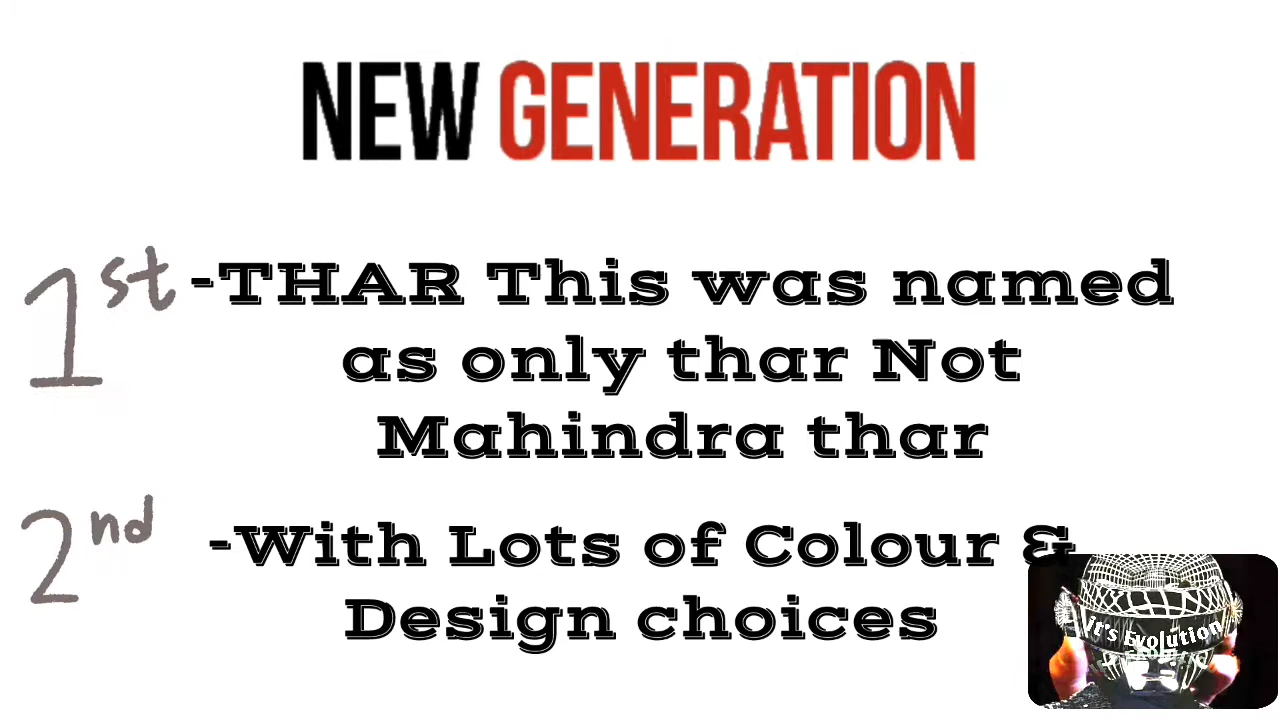 NEW GENERATION
1st -THAR This was named
as only thar Not
Mahindra thar
2nd -With Lots of Colour &
Design choices
it's Evolution